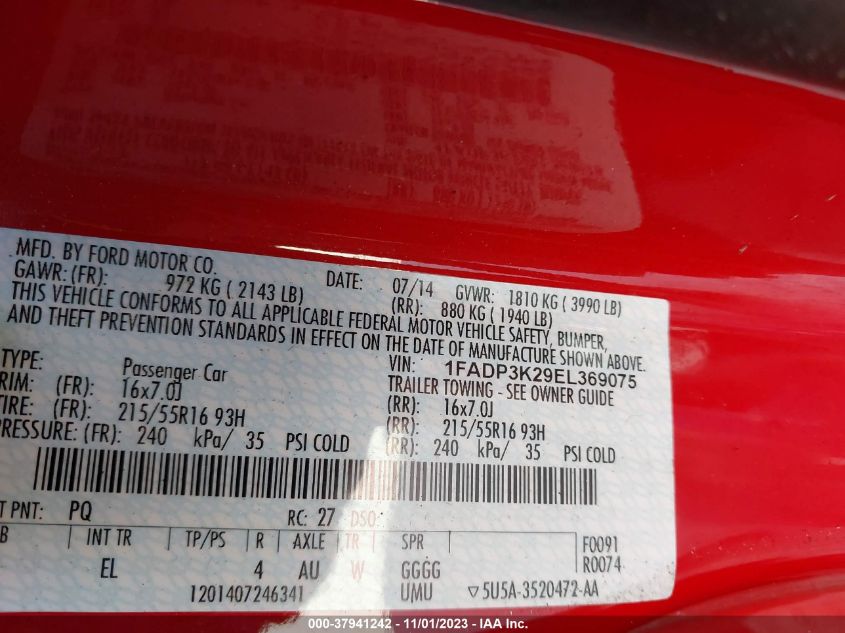 MFD. BY FORD MOTOR CO.
DATE: 07/14 GVWR: 1810 KG ( 3990 LB)
GAWR: (FR): 972 KG ( 2143 LB) (RR): 880 KG ( 1940 LB)
THIS VEHICLE CONFORMS TO ALL APPLICABLE FEDERAL MOTOR VEHICLE SAFETY, BUMPER,
AND THEFT PREVENTION STANDARDS IN EFFECT ON THE DATE OF MANUFACTURE SHOWN ABOVE.
VIN: 1FADP3K29EL369075
TYPE: Passenger Car TRAILER TOWING - SEE OWNER GUIDE
RIM: (FR): 16x7.0J (RR): 16x7.0J
TIRE: (FR): 215/55R16 93H (RR): 215/55R16 93H
PRESSURE: (FR): 240 kPa/ 35 PSI COLD (RR): 240 kPa/ 35 PSI COLD
T PNT: PQ RC: 27 DSO:
B INT TR TP/PS R AXLE TR SPR F0091
EL 4 AU W GGGG R0074
1201407246341 UMU ▽5U5A-3520472-AA
000-37941242 - 11/01/2023 - IAA Inc.